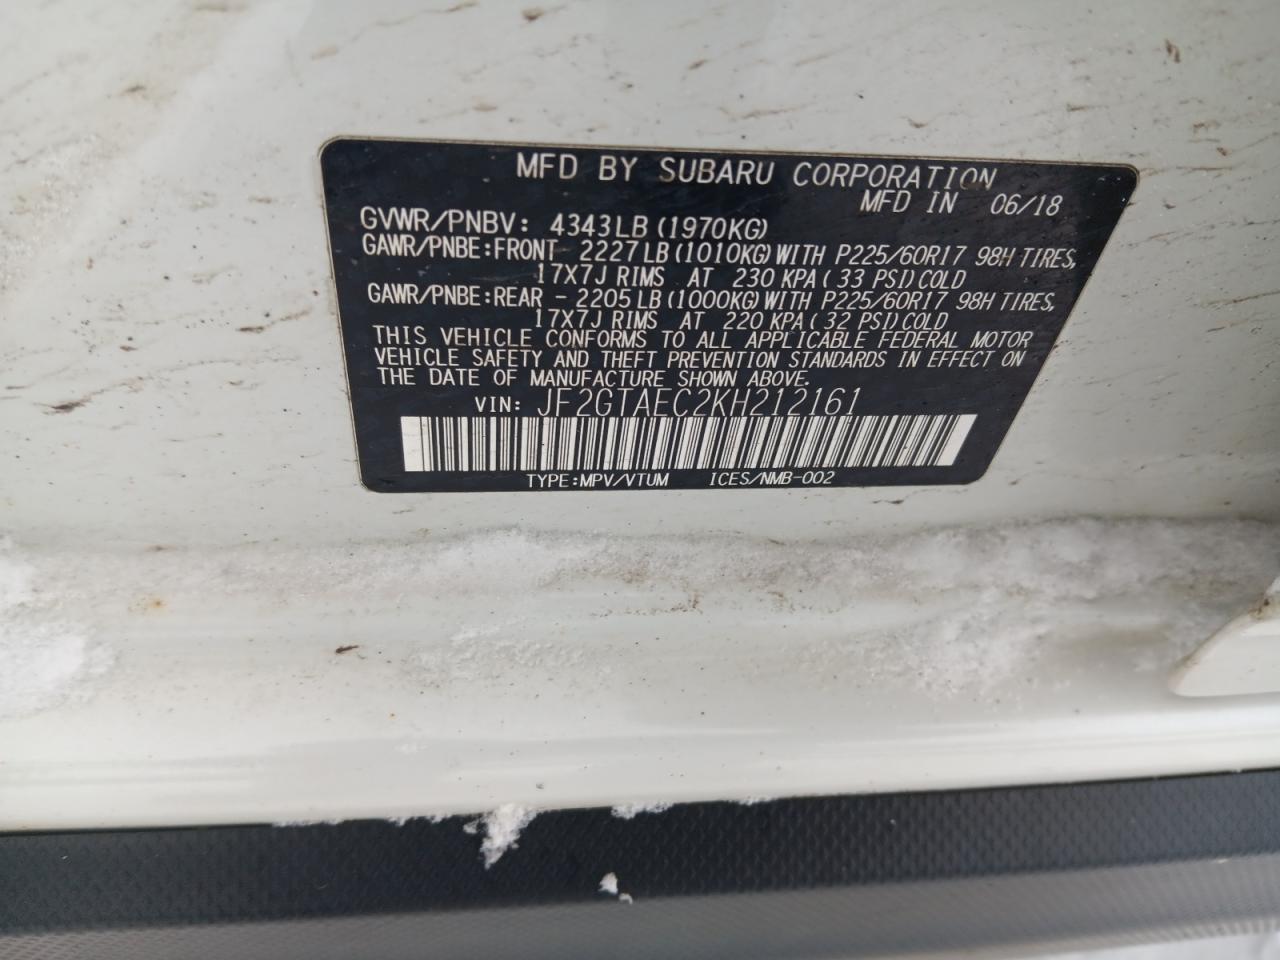 MFD BY SUBARU CORPORATION
MFD IN 06/18
GVWR/PNBV: 4343LB (1970KG)
GAWR/PNBE:FRONT - 2227LB (1010KG) WITH P225/60R17 98H TIRES,
17X7J RIMS AT 230 KPA (33 PSI) COLD
GAWR/PNBE:REAR - 2205LB (1000KG) WITH P225/60R17 98H TIRES,
17X7J RIMS AT 220 KPA (32 PSI) COLD
THIS VEHICLE CONFORMS TO ALL APPLICABLE FEDERAL MOTOR
VEHICLE SAFETY AND THEFT PREVENTION STANDARDS IN EFFECT ON
THE DATE OF MANUFACTURE SHOWN ABOVE.
VIN: JF2GTAEC2KH212161
TYPE:MPV/VTUM ICES/NMB-002